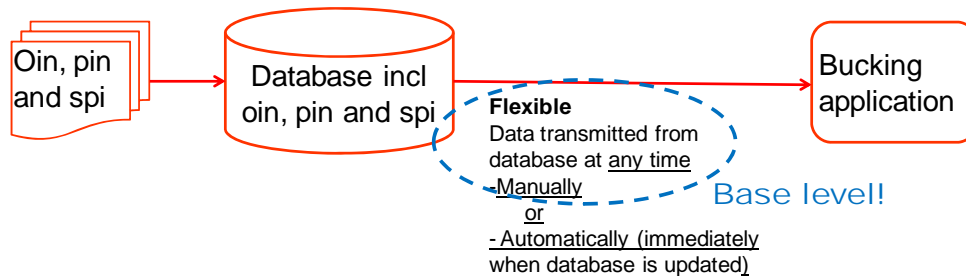 Oin, pin
and spi
Database incl
oin, pin and spi
Bucking
application
Flexible
Data transmitted from
database at any time
-Manually
or
- Automatically (immediately
when database is updated)
Base level!